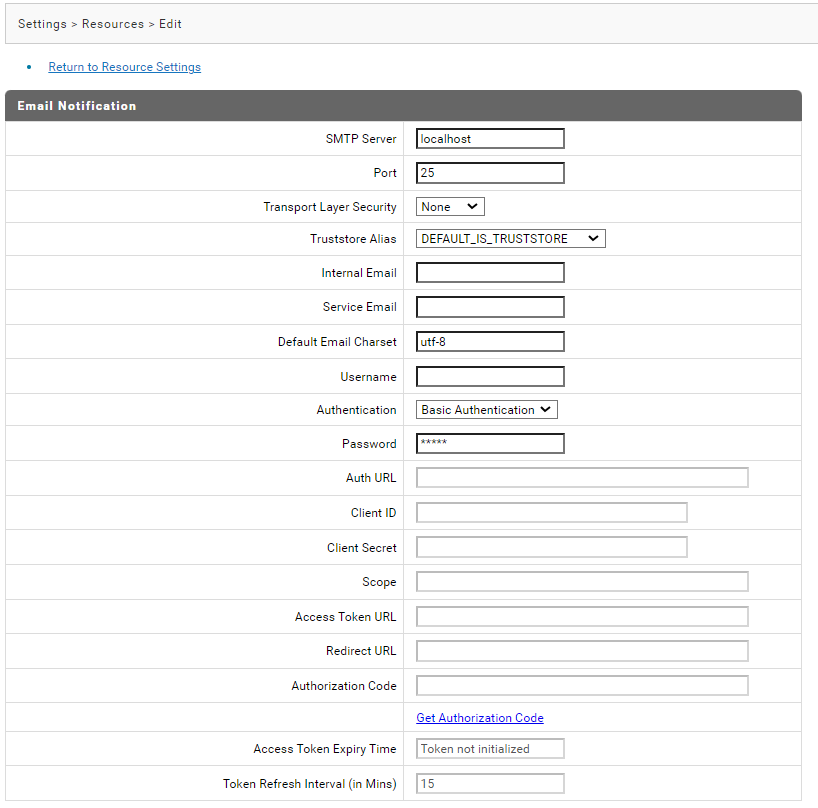 Settings > Resources > Edit
Return to Resource Settings
Email Notification
SMTP Server localhost
Port 25
Transport Layer Security None
Truststore Alias DEFAULT_IS_TRUSTSTORE
Internal Email
Service Email
Default Email Charset utf-8
Username
Authentication Basic Authentication
Password *****
Auth URL
Client ID
Client Secret
Scope
Access Token URL
Redirect URL
Authorization Code
Get Authorization Code
Access Token Expiry Time Token not initialized
Token Refresh Interval (in Mins) 15